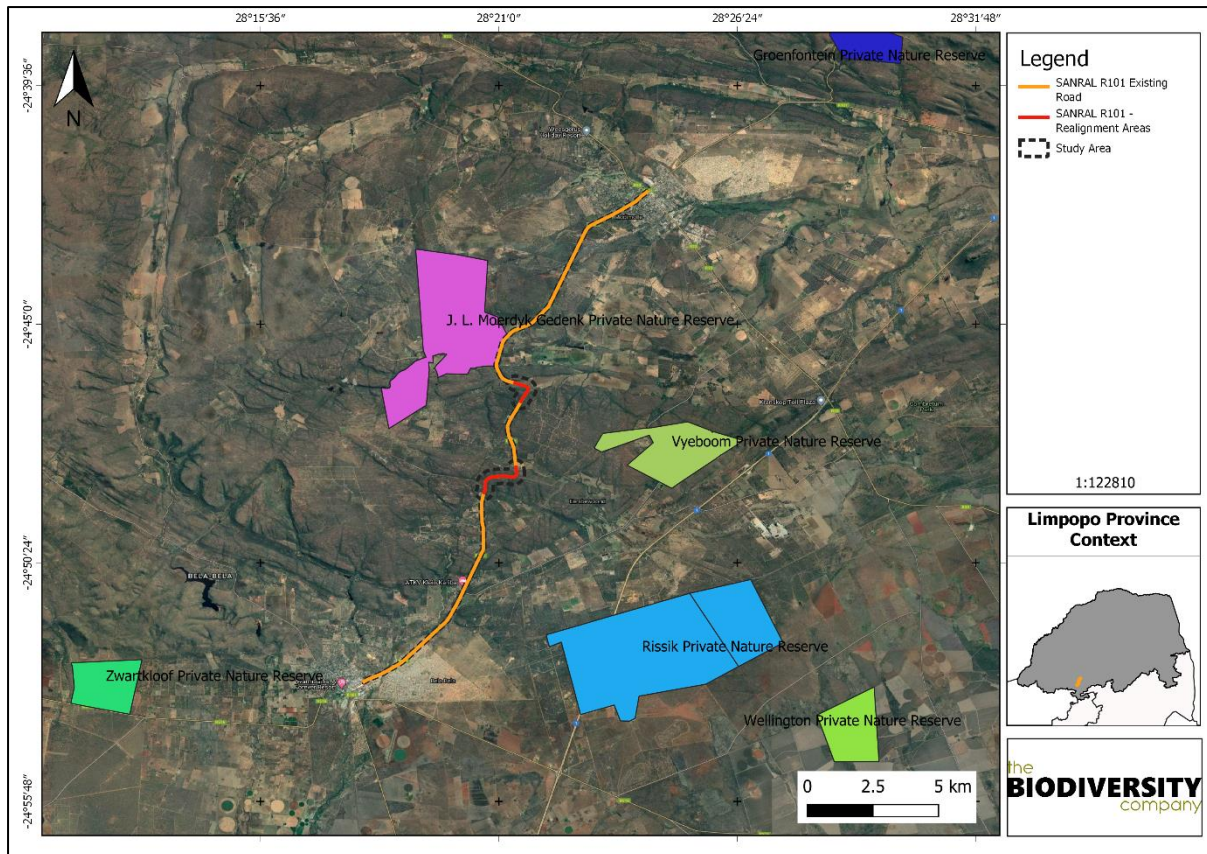 28°15'36"
28°21'0"
28°26'24"
28°31'48"
-24°39'36"
-24°45'0"
-24°50'24"
-24°55'48"
N
Groenfontein Private Nature Reserve
J. L. Moerdyk Gedenk Private Nature Reserve
Vyeboom Private Nature Reserve
BELA BELA
Rissik Private Nature Reserve
Zwartkloof Private Nature Reserve
Bela Bela
Wellington Private Nature Reserve
0 2.5 5 km
Legend
SANRAL R101 Existing
Road
SANRAL R101 -
Realignment Areas
Study Area
1:122810
Limpopo Province
Context
the
BIODIVERSITY
company